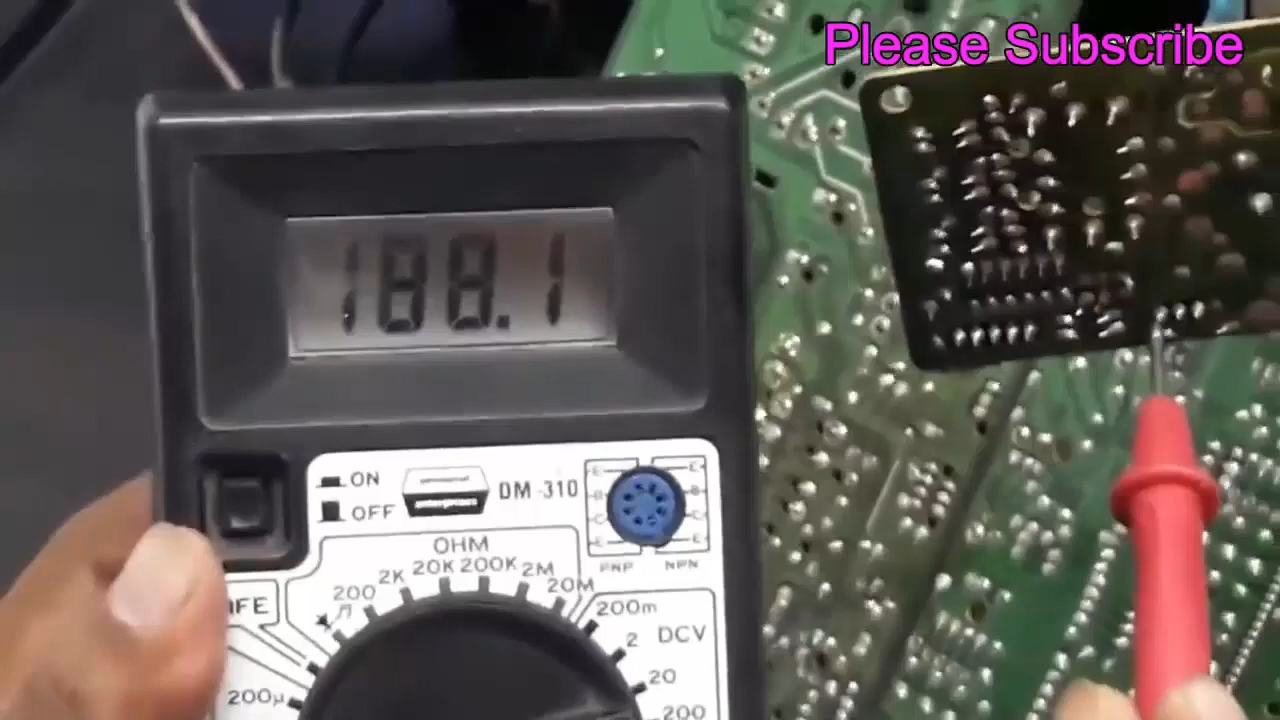 Please Subscribe
188.1
ON
OFF
DM-310
E
B
C
E
E
B
C
E
PNP NPN
OHM
200 2K 20K 200K 2M 20M
hFE
200m
2 DCV
20
200
200µ